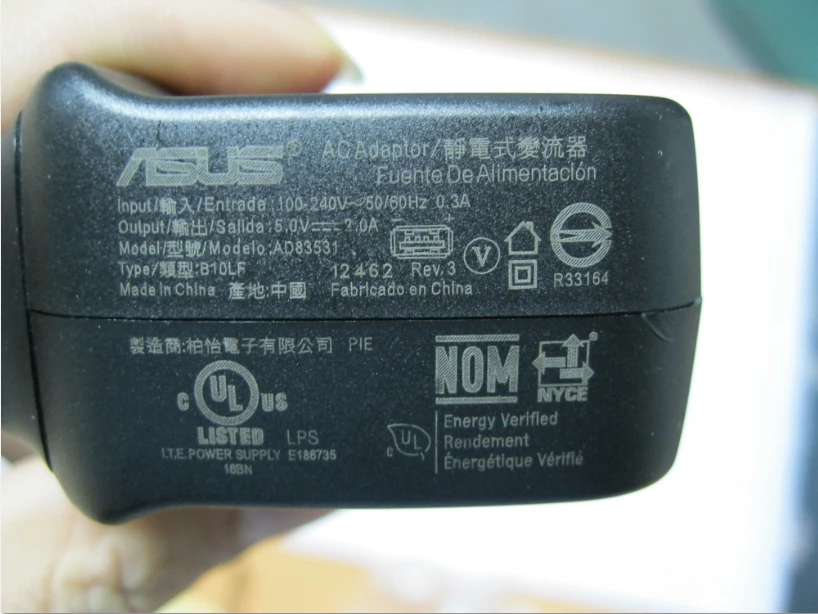 ASUS® AC Adaptor/靜電式變流器
Fuente De Alimentación
Input/輸入/Entrada:100-240V~50/60Hz 0.3A
Output/輸出/Salida:5.0V⎓2.0A - +
Model/型號/Modelo:AD83531
Type/類型:B10LF 12462 Rev.3
V
R33164
Made in China 產地:中國 Fabricado en China
製造商:柏怡電子有限公司 PIE
NOM
NYCE
C UL US
LISTED LPS
I.T.E. POWER SUPPLY E186735
16BN
C UL
Energy Verified
Rendement
Énergétique Vérifié